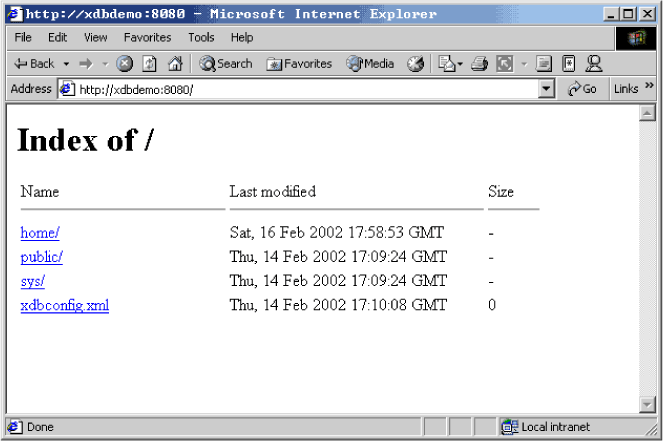 http://xdbdemo:8080 - Microsoft Internet Explorer
File Edit View Favorites Tools Help
Back Search Favorites Media
Address http://xdbdemo:8080/ Go Links »
Index of /
Name Last modified Size
home/ Sat, 16 Feb 2002 17:58:53 GMT -
public/ Thu, 14 Feb 2002 17:09:24 GMT -
sys/ Thu, 14 Feb 2002 17:09:24 GMT -
xdbconfig.xml Thu, 14 Feb 2002 17:10:08 GMT 0
Done Local intranet